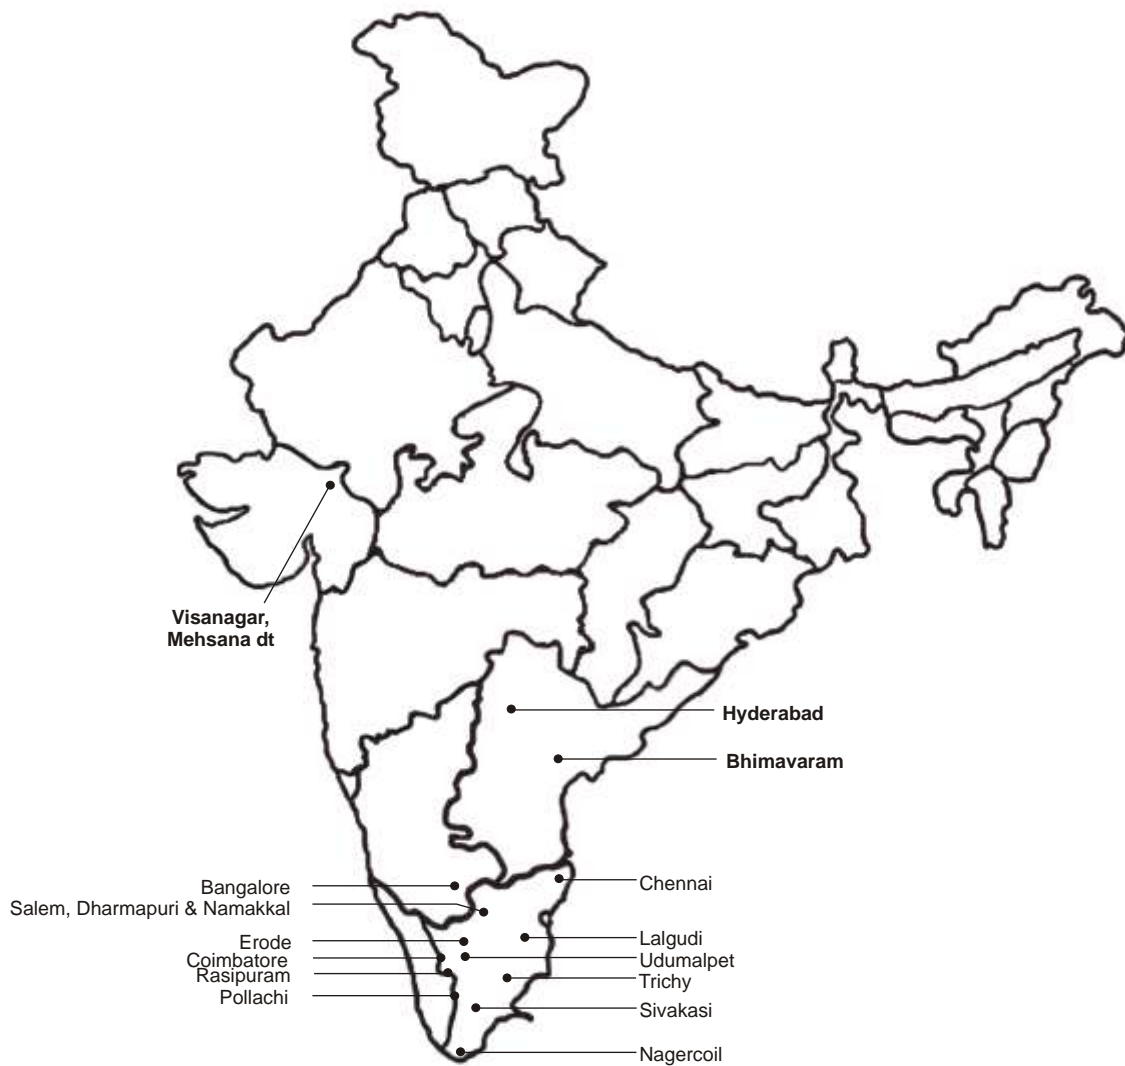 Visanagar,
Mehsana dt
Hyderabad
Bhimavaram
Bangalore
Salem, Dharmapuri & Namakkal
Erode
Coimbatore
Rasipuram
Pollachi
Chennai
Lalgudi
Udumalpet
Trichy
Sivakasi
Nagercoil